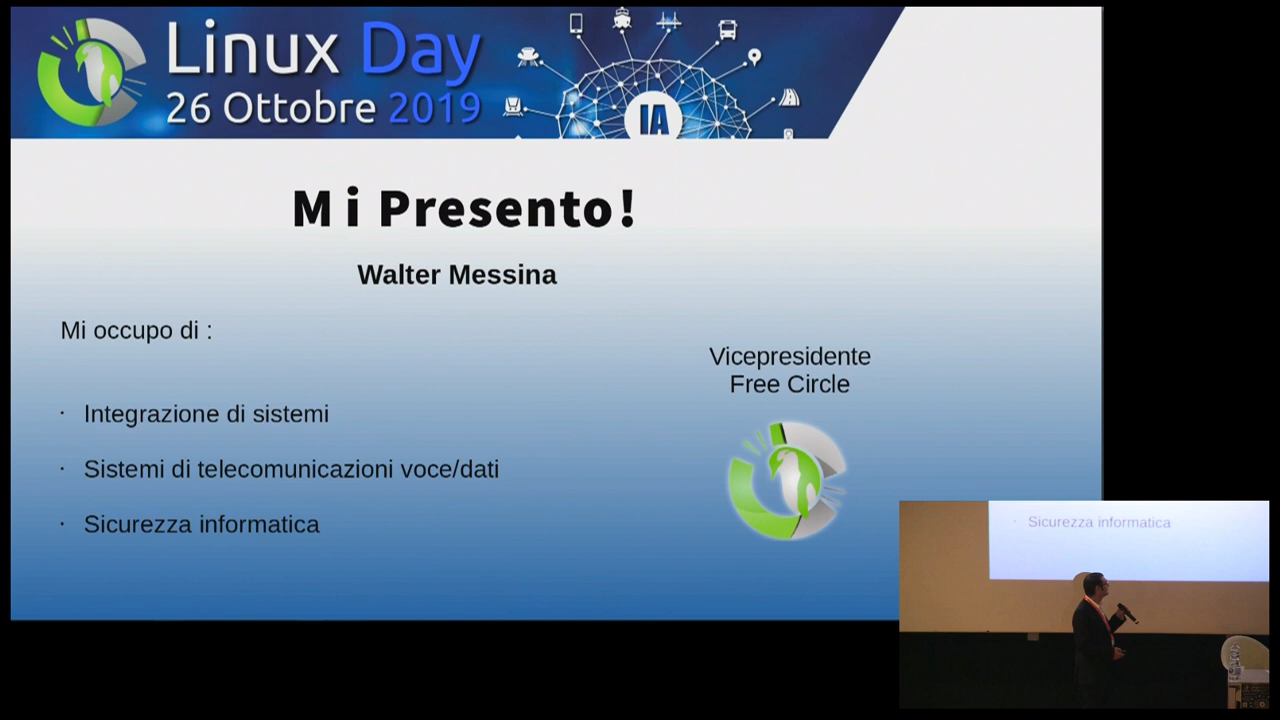 Linux Day
26 Ottobre 2019
IA
Mi Presento!
Walter Messina
Mi occupo di :
Vicepresidente
Free Circle
· Integrazione di sistemi
· Sistemi di telecomunicazioni voce/dati
· Sicurezza informatica
· Sicurezza informatica